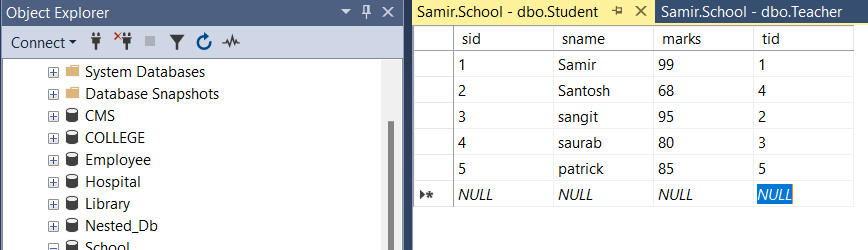 Object Explorer
Connect
System Databases
Database Snapshots
CMS
COLLEGE
Employee
Hospital
Library
Nested_Db
School
Samir.School - dbo.Student
Samir.School - dbo.Teacher
sid sname marks tid
1 Samir 99 1
2 Santosh 68 4
3 sangit 95 2
4 saurab 80 3
5 patrick 85 5
NULL NULL NULL NULL